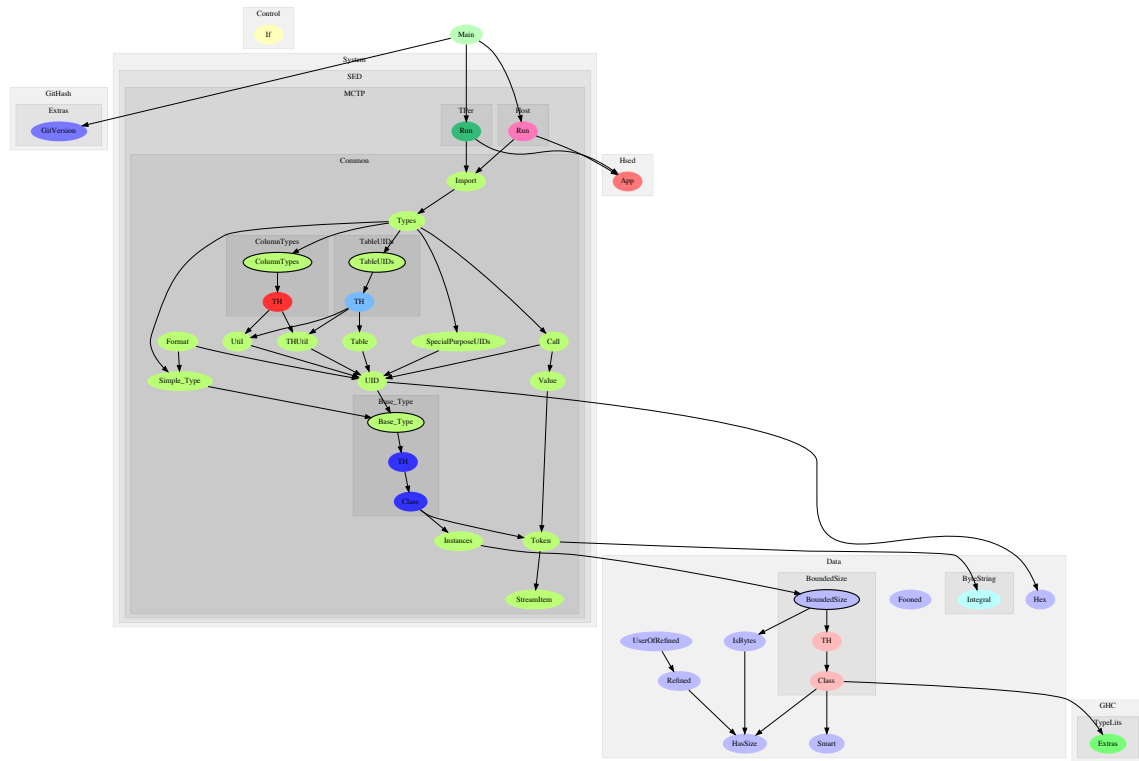 Control
If
Main
System
SED
GitHash
MCTP
Extras
TPer
Host
GitVersion
Run
Run
Common
Hsed
Import
App
Types
ColumnTypes
TableUIDs
ColumnTypes
TableUIDs
TH
TH
Format
Util
THUtil
Table
SpecialPurposeUIDs
Call
Simple_Type
UID
Value
Base_Type
Base_Type
TH
Class
Instances
Token
Data
BoundedSize
ByteString
StreamItem
BoundedSize
Fooned
Integral
Hex
UserOfRefined
IsBytes
TH
Refined
Class
GHC
TypeLits
HasSize
Smart
Extras